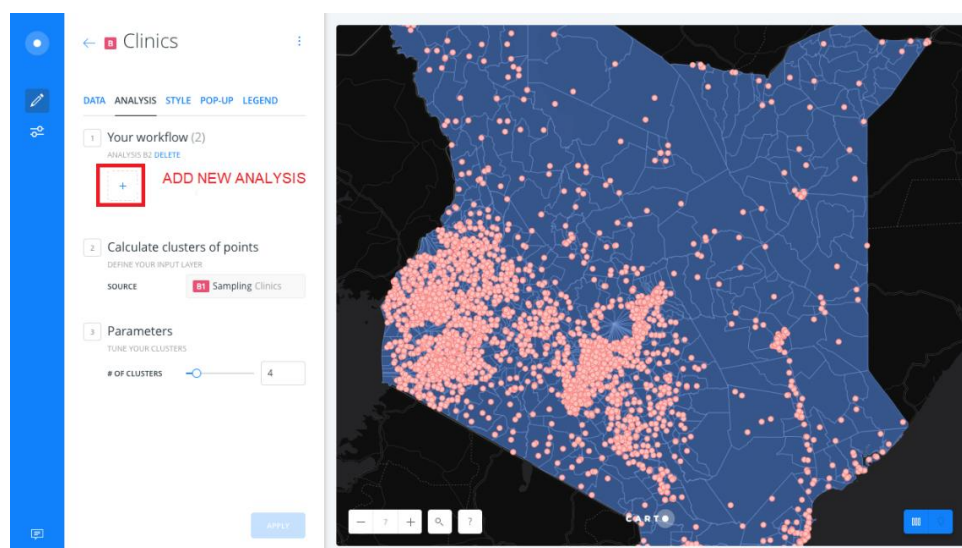 B Clinics
DATA ANALYSIS STYLE POP-UP LEGEND
1 Your workflow (2)
ANALYSIS B2 DELETE
+ ADD NEW ANALYSIS
2 Calculate clusters of points
DEFINE YOUR INPUT LAYER
SOURCE B1 Sampling Clinics
3 Parameters
TUNE YOUR CLUSTERS
# OF CLUSTERS 4
APPLY
− 7 + ?
CARTO